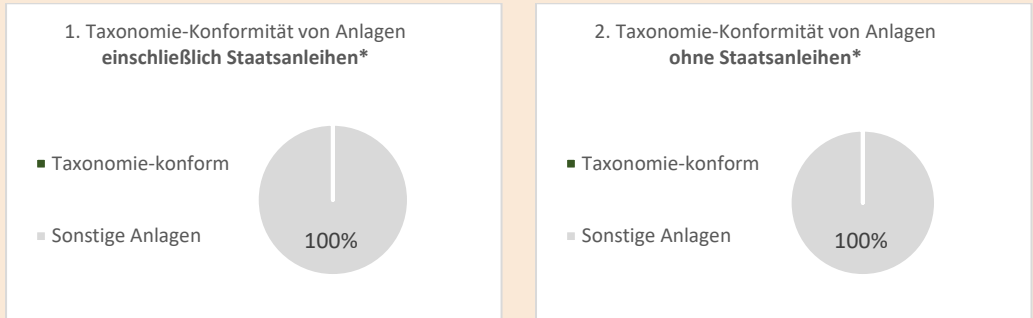 1. Taxonomie-Konformität von Anlagen
einschließlich Staatsanleihen*
Taxonomie-konform
Sonstige Anlagen
100%
2. Taxonomie-Konformität von Anlagen
ohne Staatsanleihen*
Taxonomie-konform
Sonstige Anlagen
100%